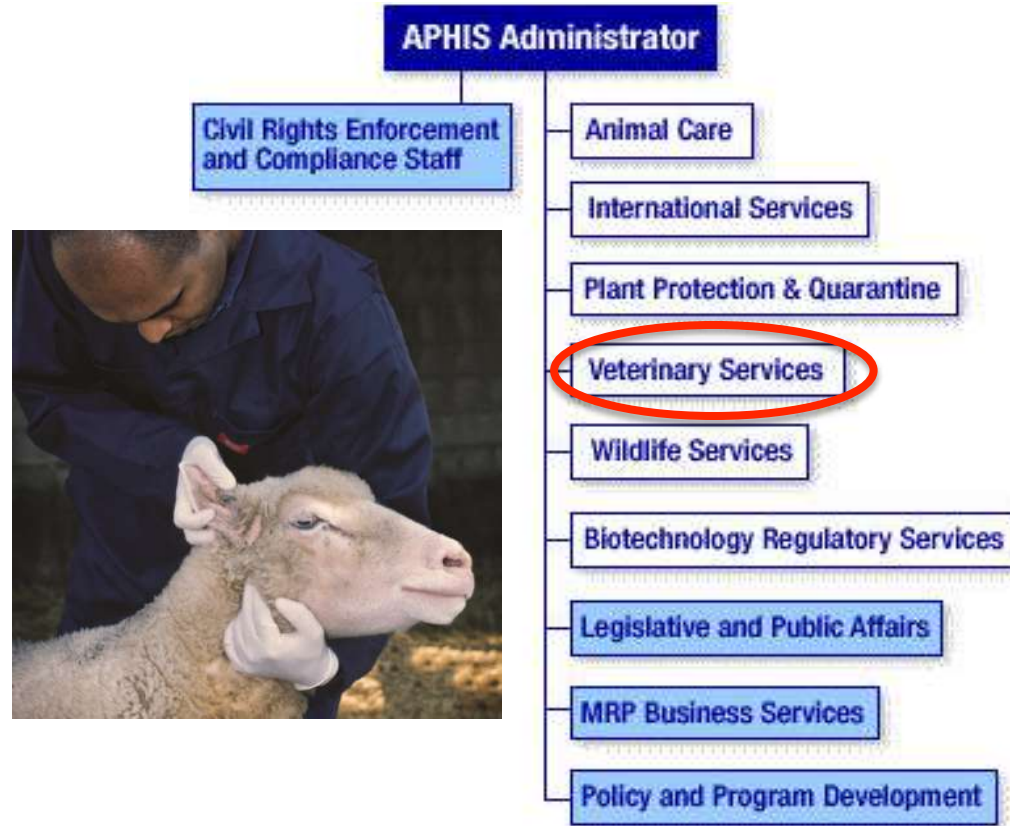 APHIS Administrator
Civil Rights Enforcement
and Compliance Staff
Animal Care
International Services
Plant Protection & Quarantine
Veterinary Services
Wildlife Services
Biotechnology Regulatory Services
Legislative and Public Affairs
MRP Business Services
Policy and Program Development